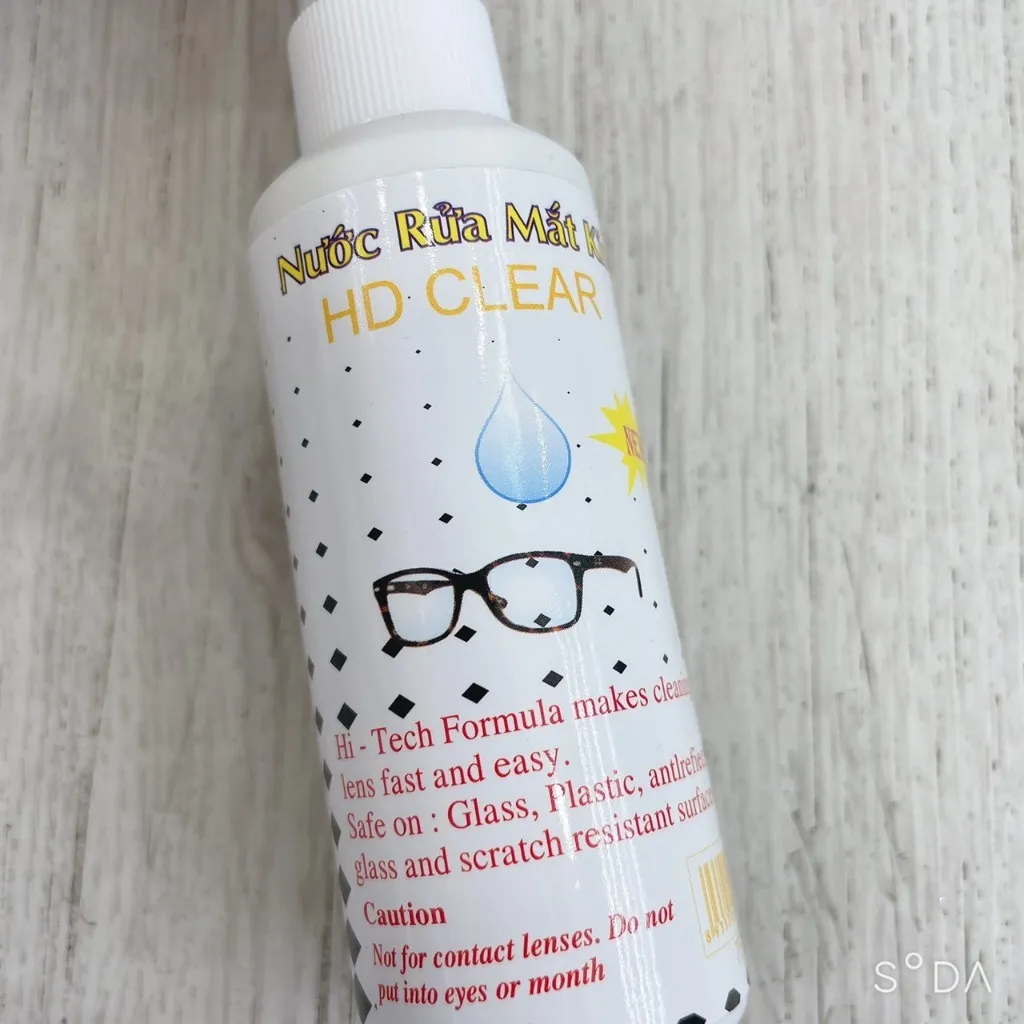 Nước Rửa Mắt
HD CLEAR
Hi - Tech Formula makes
lens fast and easy.
Safe on : Glass, Plastic,
glass and scratch resistant
Caution
Not for contact lenses. Do not
put into eyes or month
S°DA